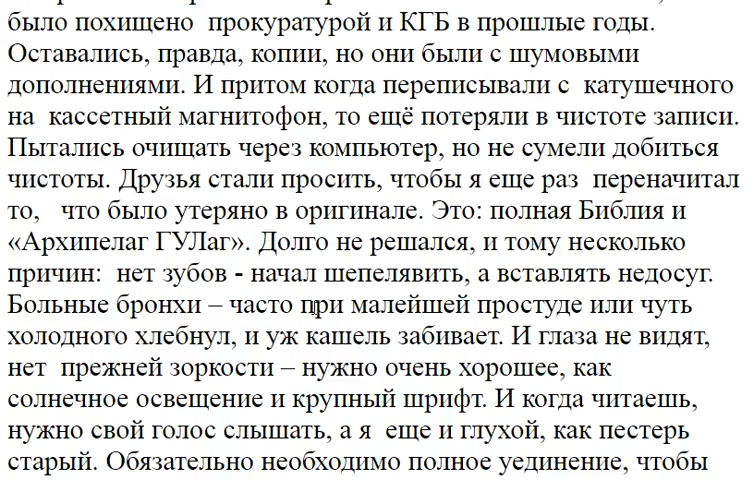 было похищено  прокуратурой и КГБ в прошлые годы.
Оставались, правда, копии, но они были с шумовыми
дополнениями. И притом когда переписывали с  катушечного
на  кассетный магнитофон, то ещё потеряли в чистоте записи.
Пытались очищать через компьютер, но не сумели добиться
чистоты. Друзья стали просить, чтобы я еще раз  переначитал
то,   что было утеряно в оригинале. Это: полная Библия и
«Архипелаг ГУЛаг». Долго не решался, и тому несколько
причин:  нет зубов - начал шепелявить, а вставлять недосуг.
Больные бронхи – часто при малейшей простуде или чуть
холодного хлебнул, и уж кашель забивает. И глаза не видят,
нет  прежней зоркости – нужно очень хорошее, как
солнечное освещение и крупный шрифт. И когда читаешь,
нужно свой голос слышать, а я  еще и глухой, как пестерь
старый. Обязательно необходимо полное уединение, чтобы